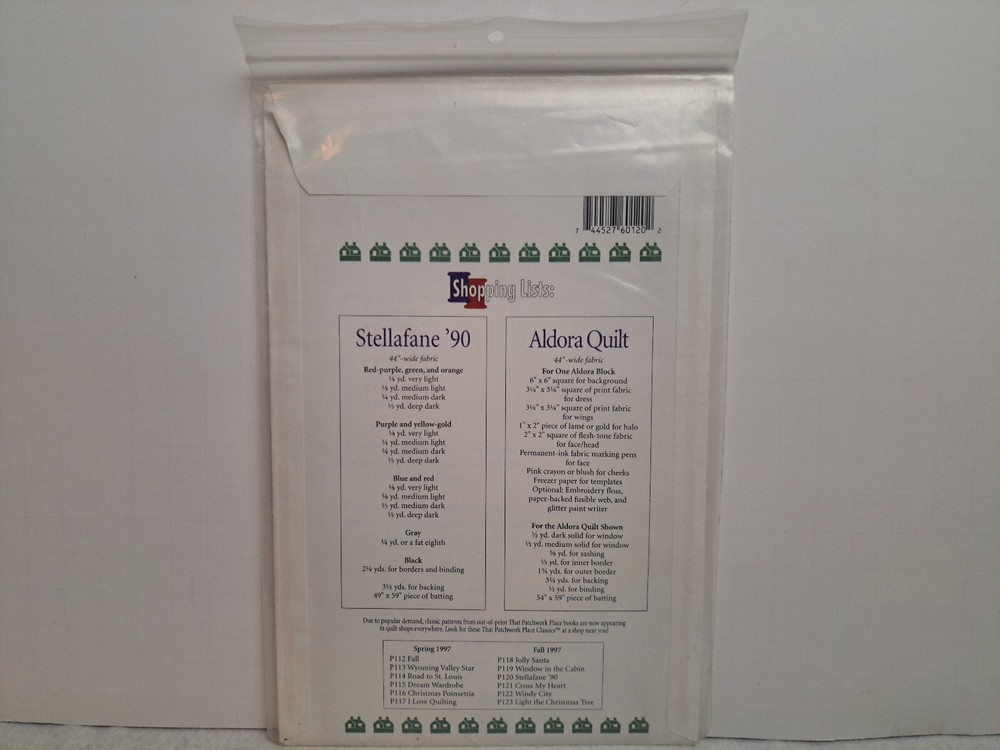 7 44527 60120 2
Shopping Lists:
Stellafane '90
44"-wide fabric
Red-purple, green, and orange
⅛ yd. very light
⅛ yd. medium light
¼ yd. medium dark
⅓ yd. deep dark
Purple and yellow-gold
⅛ yd. very light
¼ yd. medium light
¼ yd. medium dark
⅓ yd. deep dark
Blue and red
⅛ yd. very light
⅛ yd. medium light
⅓ yd. medium dark
½ yd. deep dark
Gray
¼ yd. or a fat eighth
Black
2¼ yds. for borders and binding
3½ yds. for backing
49" x 59" piece of batting
Aldora Quilt
44"-wide fabric
For One Aldora Block
6" x 6" square for background
3¼" x 3¼" square of print fabric
for dress
3¼" x 3¼" square of print fabric
for wings
1" x 2" piece of lamé or gold for halo
2" x 2" square of flesh-tone fabric
for face/head
Permanent-ink fabric marking pens
for face
Pink crayon or blush for cheeks
Freezer paper for templates
Optional: Embroidery floss,
paper-backed fusible web, and
glitter paint writer
For the Aldora Quilt Shown
½ yd. dark solid for window
½ yd. medium solid for window
⅝ yd. for sashing
⅓ yd. for inner border
1¾ yds. for outer border
3¼ yds. for backing
½ yd. for binding
54" x 59" piece of batting
Due to popular demand, classic patterns from out-of-print That Patchwork Place books are now appearing
in quilt shops everywhere. Look for these That Patchwork Place Classics™ at a shop near you!
Spring 1997
P112 Fall
P113 Wyoming Valley Star
P114 Road to St. Louis
P115 Dream Wardrobe
P116 Christmas Poinsettia
P117 I Love Quilting
Fall 1997
P118 Jolly Santa
P119 Window in the Cabin
P120 Stellafane '90
P121 Cross My Heart
P122 Windy City
P123 Light the Christmas Tree